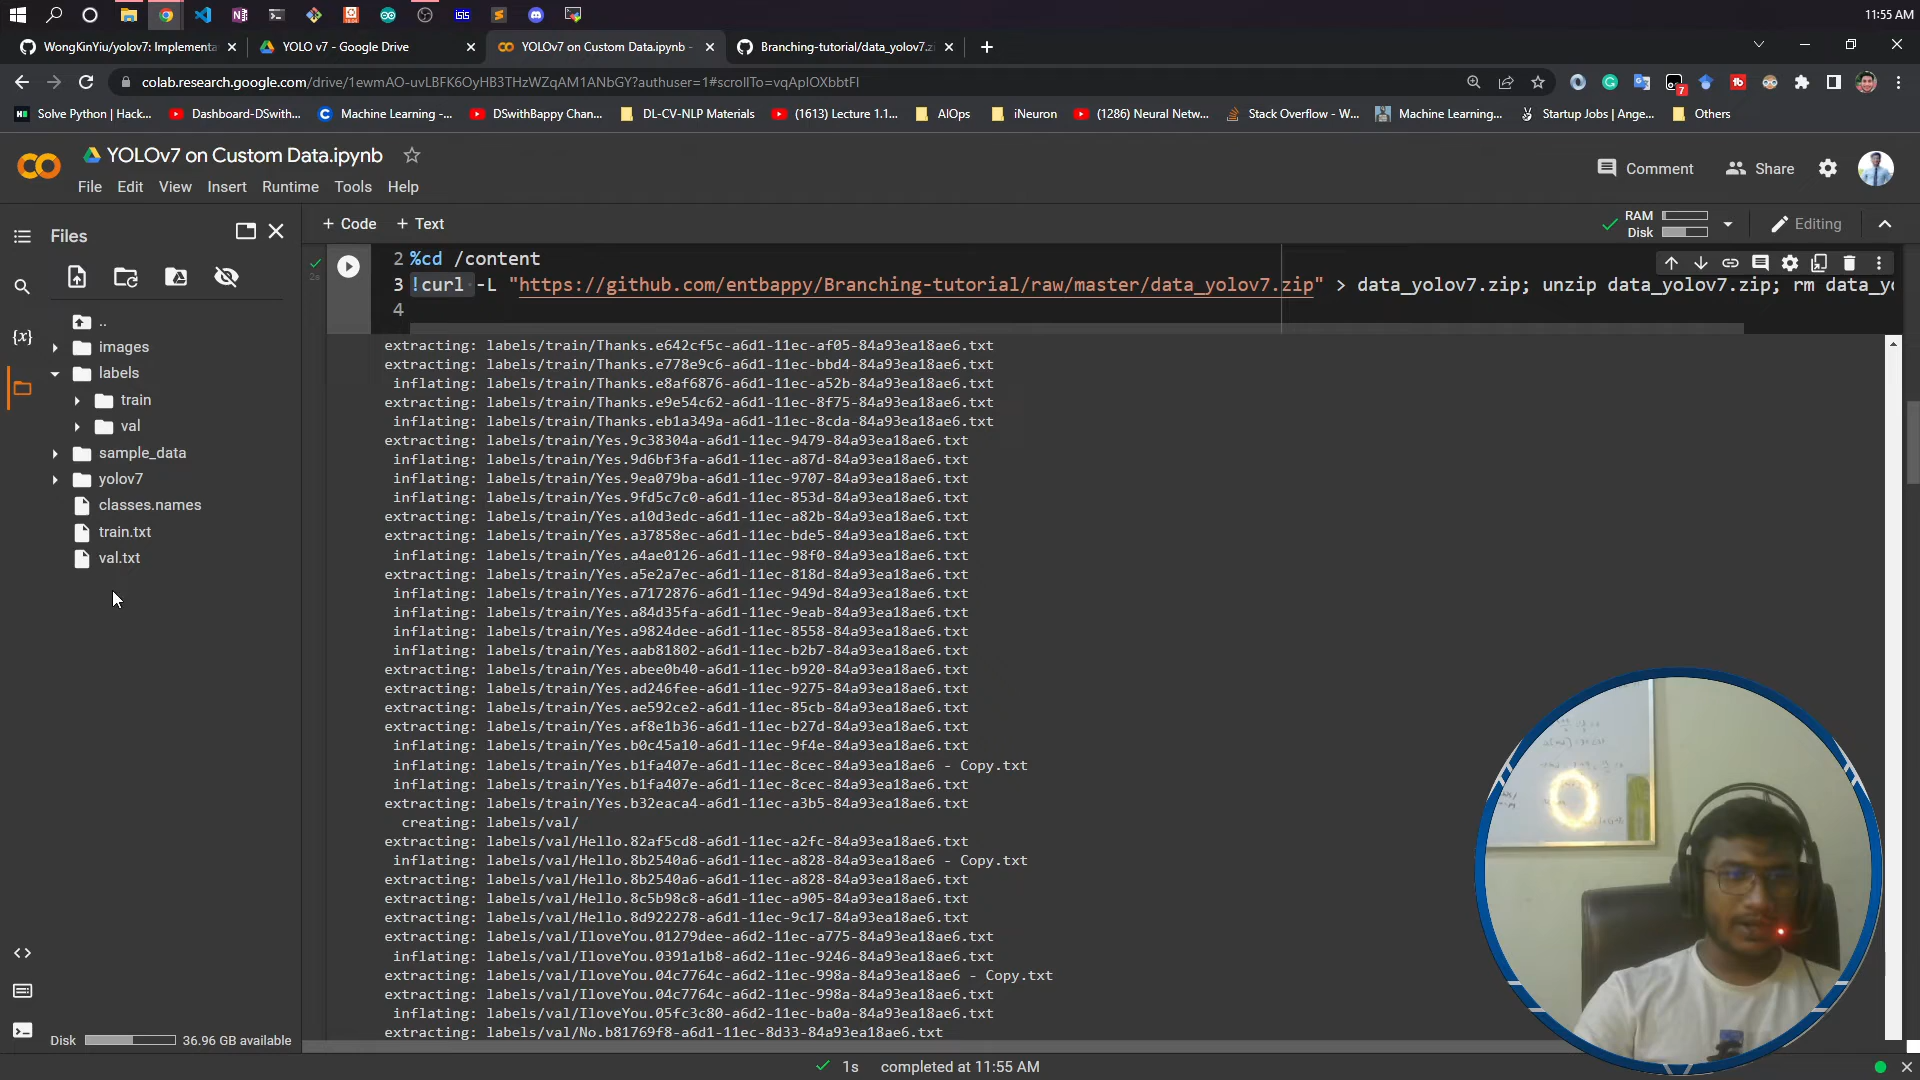 11:55 AM
WongKinYiu/yolov7: Implementa
YOLO v7 - Google Drive
YOLOv7 on Custom Data.ipynb -
Branching-tutorial/data_yolov7.z
colab.research.google.com/drive/1ewmAO-uvLBFK6OyHB3THzWZqAM1ANbGY?authuser=1#scrollTo=vqAplOXbbtFI
Solve Python | Hack...
Dashboard-DSwith...
Machine Learning -...
DSwithBappy Chan...
DL-CV-NLP Materials
(1613) Lecture 1.1...
AIOps
iNeuron
(1286) Neural Netw...
Stack Overflow - W...
Machine Learning...
Startup Jobs | Ange...
Others
YOLOv7 on Custom Data.ipynb
File Edit View Insert Runtime Tools Help
Comment
Share
Files
+ Code + Text
RAM
Disk
Editing
..
images
labels
train
val
sample_data
yolov7
classes.names
train.txt
val.txt
Disk 36.96 GB available
2 %cd /content
3 !curl -L "https://github.com/entbappy/Branching-tutorial/raw/master/data_yolov7.zip" > data_yolov7.zip; unzip data_yolov7.zip; rm data_y
4
extracting: labels/train/Thanks.e642cf5c-a6d1-11ec-af05-84a93ea18ae6.txt
extracting: labels/train/Thanks.e778e9c6-a6d1-11ec-bbd4-84a93ea18ae6.txt
inflating: labels/train/Thanks.e8af6876-a6d1-11ec-a52b-84a93ea18ae6.txt
extracting: labels/train/Thanks.e9e54c62-a6d1-11ec-8f75-84a93ea18ae6.txt
inflating: labels/train/Thanks.eb1a349a-a6d1-11ec-8cda-84a93ea18ae6.txt
extracting: labels/train/Yes.9c38304a-a6d1-11ec-9479-84a93ea18ae6.txt
inflating: labels/train/Yes.9d6bf3fa-a6d1-11ec-a87d-84a93ea18ae6.txt
inflating: labels/train/Yes.9ea079ba-a6d1-11ec-9707-84a93ea18ae6.txt
inflating: labels/train/Yes.9fd5c7c0-a6d1-11ec-853d-84a93ea18ae6.txt
extracting: labels/train/Yes.a10d3edc-a6d1-11ec-a82b-84a93ea18ae6.txt
extracting: labels/train/Yes.a37858ec-a6d1-11ec-bde5-84a93ea18ae6.txt
inflating: labels/train/Yes.a4ae0126-a6d1-11ec-98f0-84a93ea18ae6.txt
extracting: labels/train/Yes.a5e2a7ec-a6d1-11ec-818d-84a93ea18ae6.txt
inflating: labels/train/Yes.a7172876-a6d1-11ec-949d-84a93ea18ae6.txt
inflating: labels/train/Yes.a84d35fa-a6d1-11ec-9eab-84a93ea18ae6.txt
inflating: labels/train/Yes.a9824dee-a6d1-11ec-8558-84a93ea18ae6.txt
inflating: labels/train/Yes.aab81802-a6d1-11ec-b2b7-84a93ea18ae6.txt
extracting: labels/train/Yes.abee0b40-a6d1-11ec-b920-84a93ea18ae6.txt
extracting: labels/train/Yes.ad246fee-a6d1-11ec-9275-84a93ea18ae6.txt
extracting: labels/train/Yes.ae592ce2-a6d1-11ec-85cb-84a93ea18ae6.txt
extracting: labels/train/Yes.af8e1b36-a6d1-11ec-b27d-84a93ea18ae6.txt
inflating: labels/train/Yes.b0c45a10-a6d1-11ec-9f4e-84a93ea18ae6.txt
inflating: labels/train/Yes.b1fa407e-a6d1-11ec-8cec-84a93ea18ae6 - Copy.txt
inflating: labels/train/Yes.b1fa407e-a6d1-11ec-8cec-84a93ea18ae6.txt
extracting: labels/train/Yes.b32eaca4-a6d1-11ec-a3b5-84a93ea18ae6.txt
creating: labels/val/
extracting: labels/val/Hello.82af5cd8-a6d1-11ec-a2fc-84a93ea18ae6.txt
inflating: labels/val/Hello.8b2540a6-a6d1-11ec-a828-84a93ea18ae6 - Copy.txt
extracting: labels/val/Hello.8b2540a6-a6d1-11ec-a828-84a93ea18ae6.txt
extracting: labels/val/Hello.8c5b98c8-a6d1-11ec-a905-84a93ea18ae6.txt
extracting: labels/val/Hello.8d922278-a6d1-11ec-9c17-84a93ea18ae6.txt
extracting: labels/val/IloveYou.01279dee-a6d2-11ec-a775-84a93ea18ae6.txt
inflating: labels/val/IloveYou.0391a1b8-a6d2-11ec-9246-84a93ea18ae6.txt
extracting: labels/val/IloveYou.04c7764c-a6d2-11ec-998a-84a93ea18ae6 - Copy.txt
extracting: labels/val/IloveYou.04c7764c-a6d2-11ec-998a-84a93ea18ae6.txt
inflating: labels/val/IloveYou.05fc3c80-a6d2-11ec-ba0a-84a93ea18ae6.txt
extracting: labels/val/No.b81769f8-a6d1-11ec-8d33-84a93ea18ae6.txt
1s completed at 11:55 AM